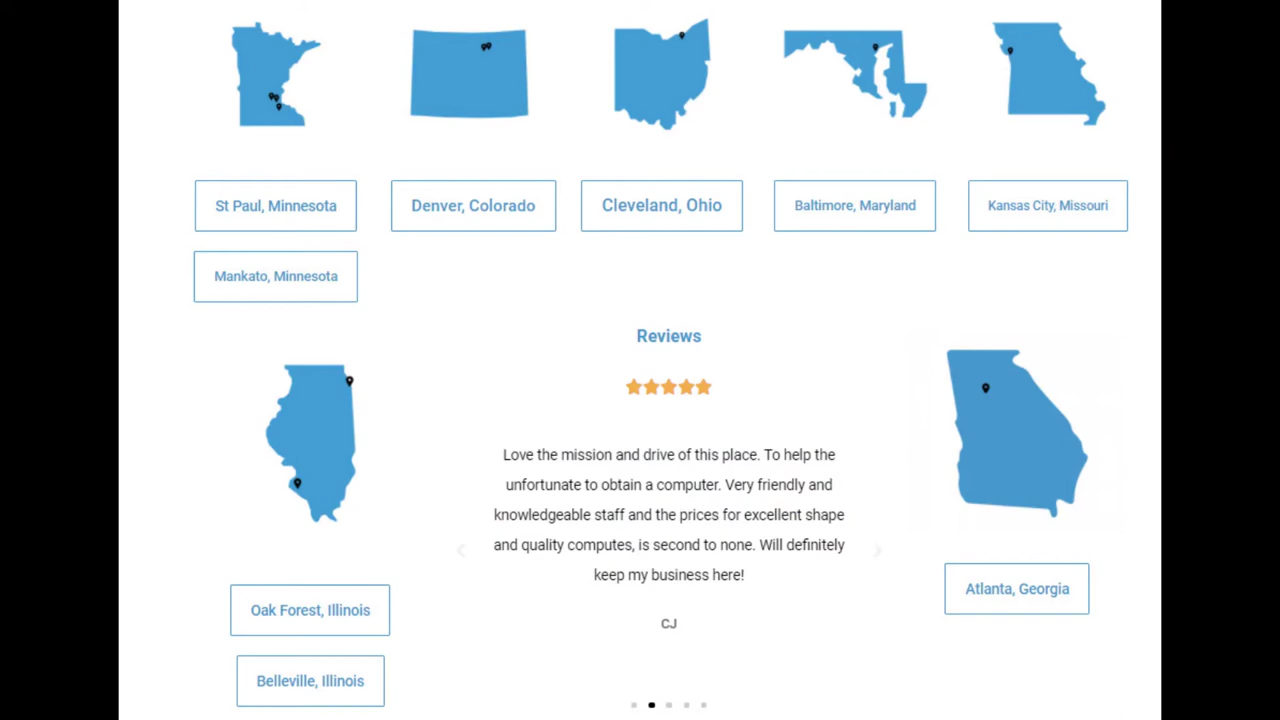 St Paul, Minnesota
Denver, Colorado
Cleveland, Ohio
Baltimore, Maryland
Kansas City, Missouri
Mankato, Minnesota
Reviews
Love the mission and drive of this place. To help the
unfortunate to obtain a computer. Very friendly and
knowledgeable staff and the prices for excellent shape
and quality computes, is second to none. Will definitely
keep my business here!
CJ
Oak Forest, Illinois
Belleville, Illinois
Atlanta, Georgia